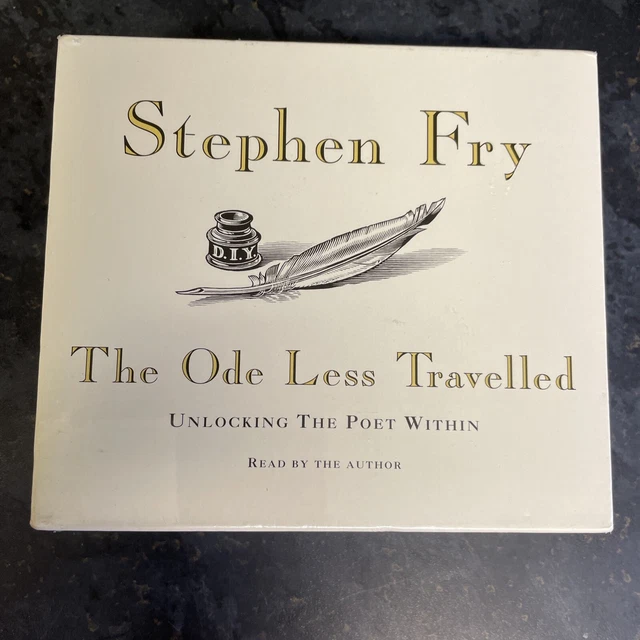 Stephen Fry
D.I.Y.
The Ode Less Travelled
Unlocking The Poet Within
Read by the author